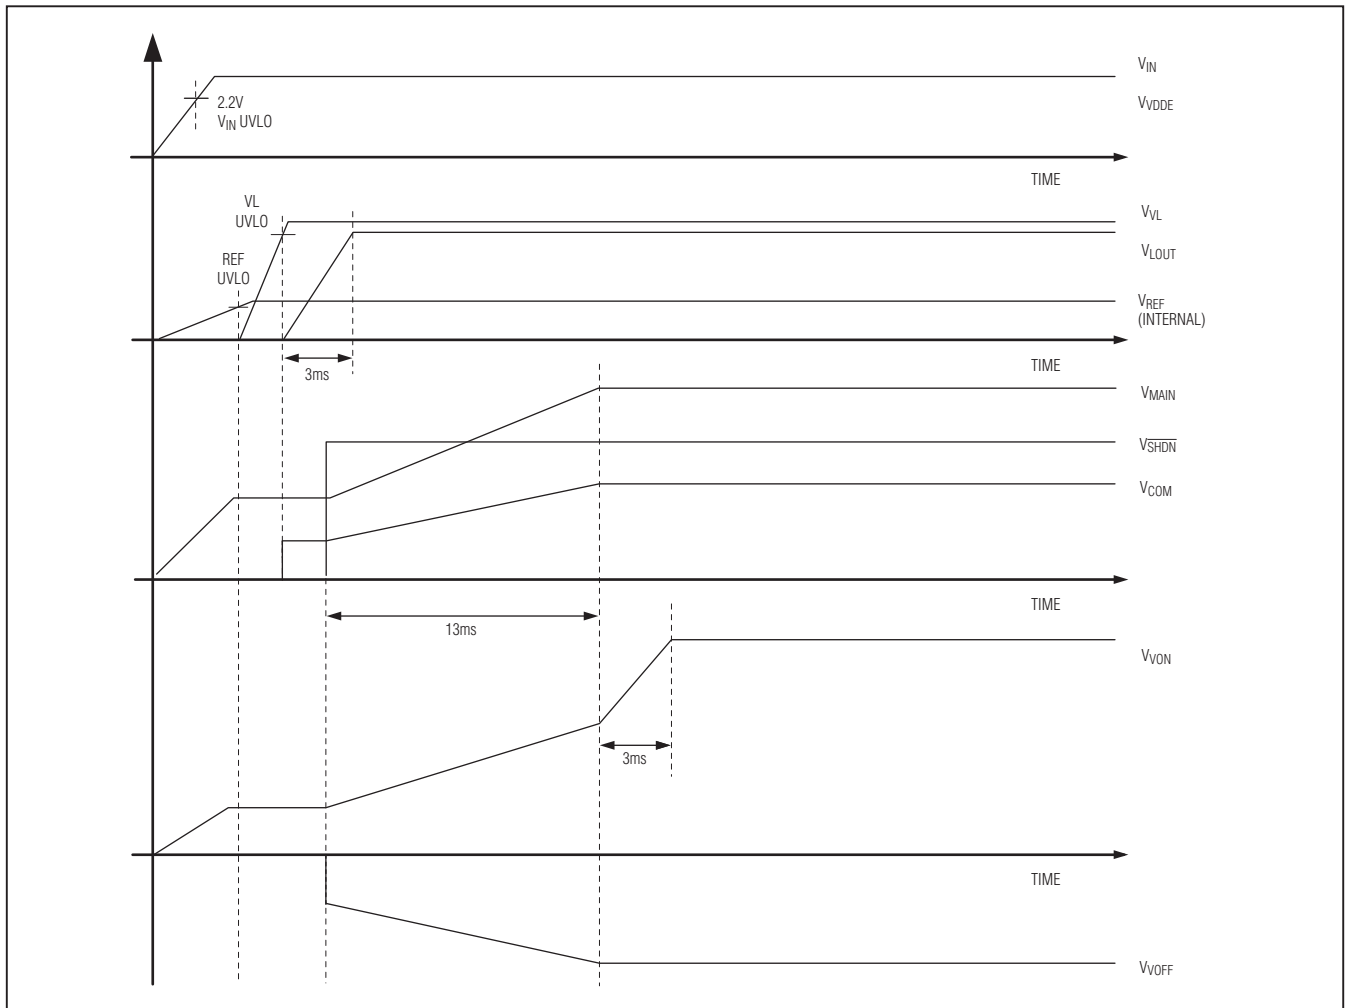 VIN
2.2V
VIN UVLO
VVDDE
TIME
VL
UVLO
VVL
VLOUT
REF
UVLO
VREF
(INTERNAL)
TIME
3ms
VMAIN
VSHDN
VCOM
TIME
13ms
VVON
3ms
TIME
VVOFF